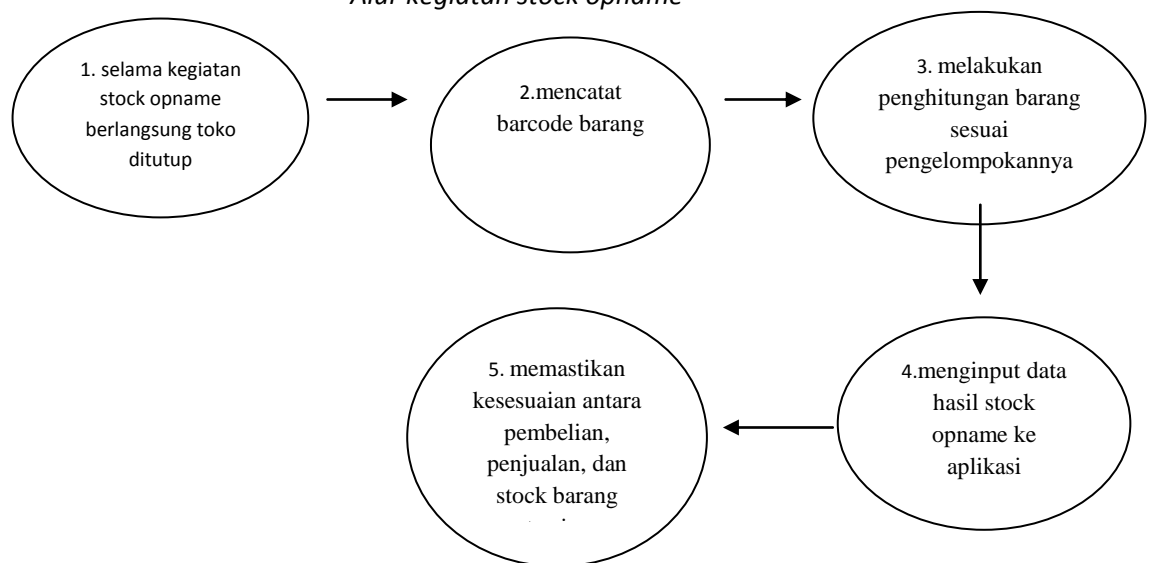 Alur kegiatan stock opname
1. selama kegiatan
stock opname
berlangsung toko
ditutup
2.mencatat
barcode barang
3. melakukan
penghitungan barang
sesuai
pengelompokannya
4.menginput data
hasil stock
opname ke
aplikasi
5. memastikan
kesesuaian antara
pembelian,
penjualan, dan
stock barang